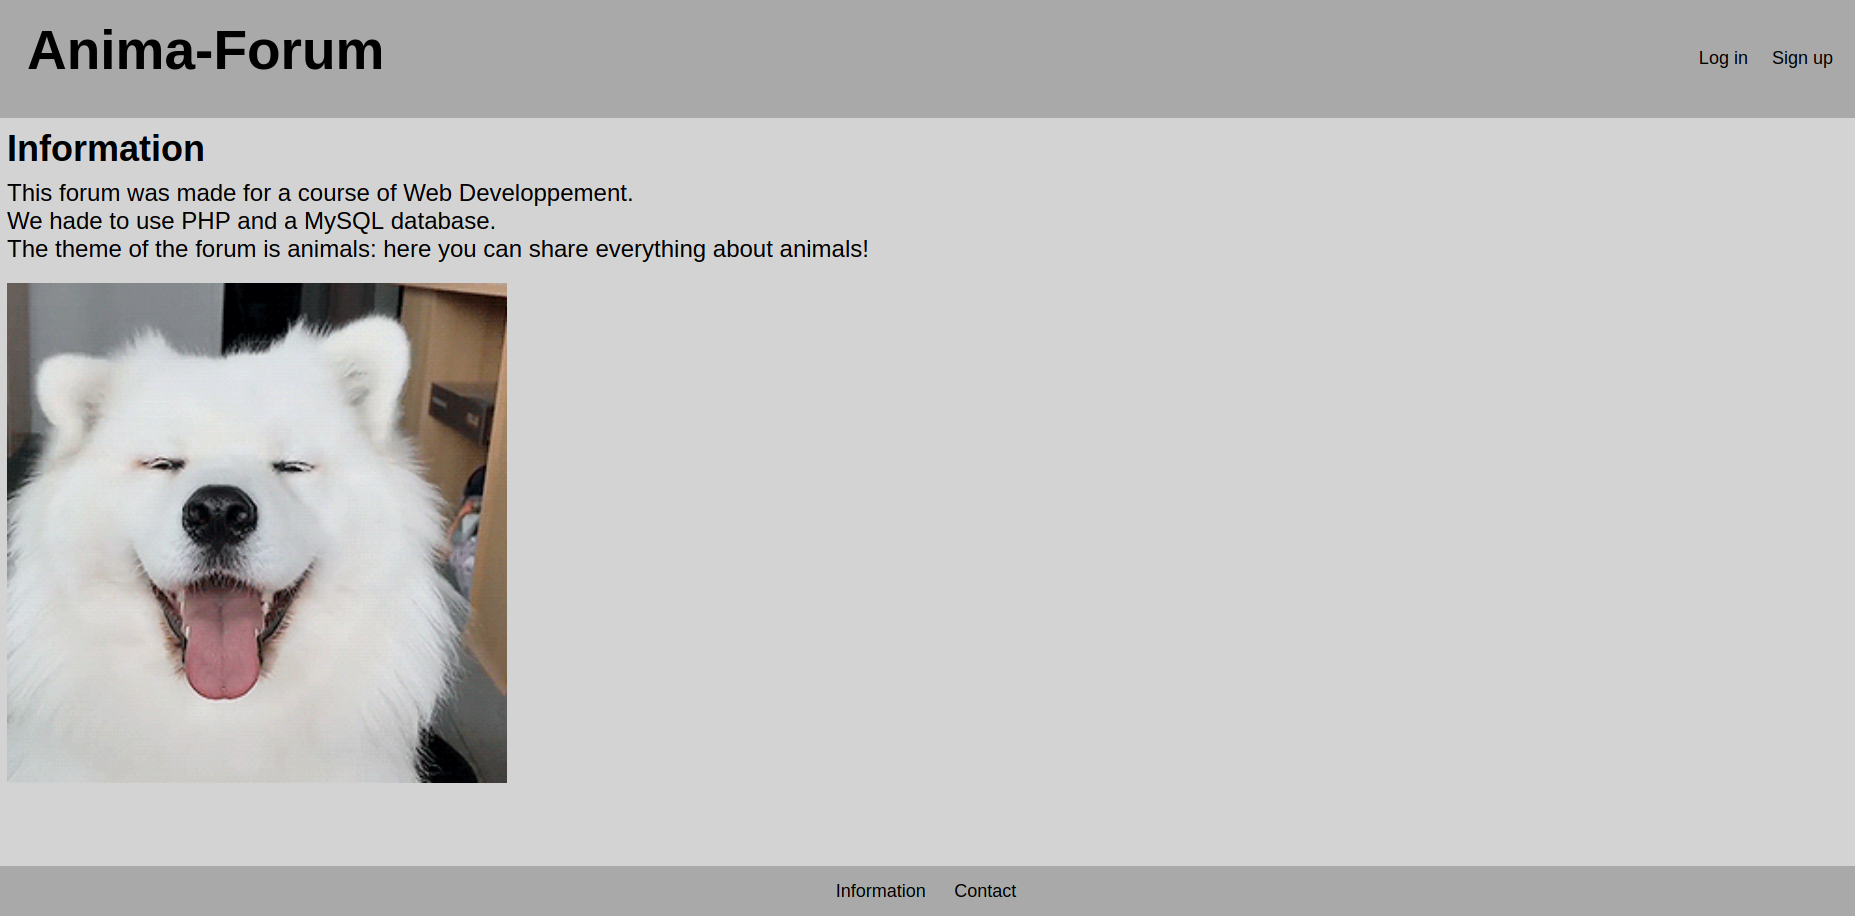 Anima-Forum
Log in
Sign up
Information
This forum was made for a course of Web Developpement.
We hade to use PHP and a MySQL database.
The theme of the forum is animals: here you can share everything about animals!
Information
Contact